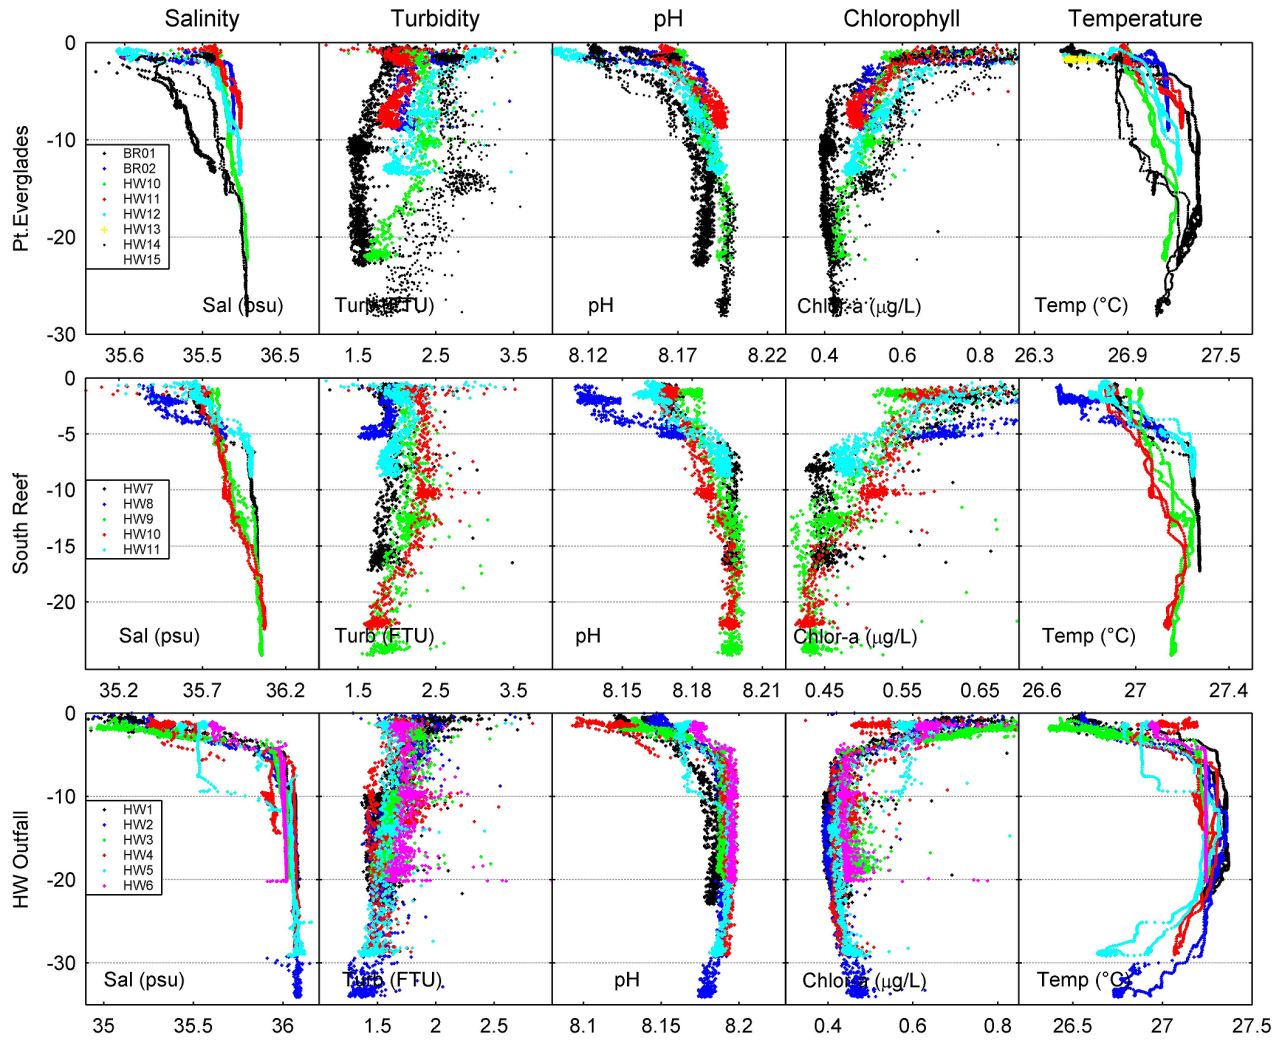 Salinity Turbidity pH Chlorophyll Temperature
Pt.Everglades
0
-10
-20
-30
BR01
BR02
HW10
HW11
HW12
HW13
HW14
HW15
Sal (psu) Turb (FTU) pH Chlor-a (μg/L) Temp (°C)
35.6 35.5 36.5 1.5 2.5 3.5 8.12 8.17 8.22 0.4 0.6 0.8 26.3 26.9 27.5
South Reef
0
-5
-10
-15
-20
HW7
HW8
HW9
HW10
HW11
Sal (psu) Turb (FTU) pH Chlor-a (μg/L) Temp (°C)
35.2 35.7 36.2 1.5 2.5 3.5 8.15 8.18 8.21 0.45 0.55 0.65 26.6 27 27.4
HW Outfall
0
-10
-20
-30
HW1
HW2
HW3
HW4
HW5
HW6
Sal (psu) Turb (FTU) pH Chlor-a (μg/L) Temp (°C)
35 35.5 36 1.5 2 2.5 8.1 8.15 8.2 0.4 0.6 0.8 26.5 27 27.5